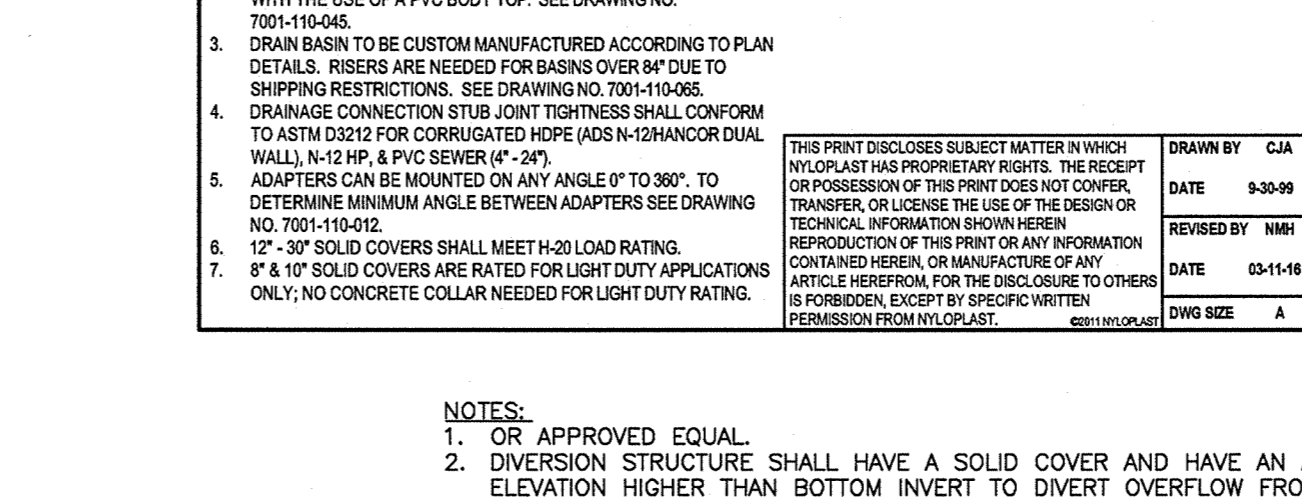 WITH THE USE OF A PVC BODY TOP. SEE DRAWING NO.
7001-110-045.
3. DRAIN BASIN TO BE CUSTOM MANUFACTURED ACCORDING TO PLAN
DETAILS. RISERS ARE NEEDED FOR BASINS OVER 84" DUE TO
SHIPPING RESTRICTIONS. SEE DRAWING NO. 7001-110-065.
4. DRAINAGE CONNECTION STUB JOINT TIGHTNESS SHALL CONFORM
TO ASTM D3212 FOR CORRUGATED HDPE (ADS N-12/HANCOR DUAL
WALL), N-12 HP, & PVC SEWER (4" - 24").
5. ADAPTERS CAN BE MOUNTED ON ANY ANGLE 0° TO 360°. TO
DETERMINE MINIMUM ANGLE BETWEEN ADAPTERS SEE DRAWING
NO. 7001-110-012.
6. 12" - 30" SOLID COVERS SHALL MEET H-20 LOAD RATING.
7. 8" & 10" SOLID COVERS ARE RATED FOR LIGHT DUTY APPLICATIONS
ONLY; NO CONCRETE COLLAR NEEDED FOR LIGHT DUTY RATING.
THIS PRINT DISCLOSES SUBJECT MATTER IN WHICH
NYLOPLAST HAS PROPRIETARY RIGHTS. THE RECEIPT
OR POSSESSION OF THIS PRINT DOES NOT CONFER,
TRANSFER, OR LICENSE THE USE OF THE DESIGN OR
TECHNICAL INFORMATION SHOWN HEREIN
REPRODUCTION OF THIS PRINT OR ANY INFORMATION
CONTAINED HEREIN, OR MANUFACTURE OF ANY
ARTICLE HEREFROM, FOR THE DISCLOSURE TO OTHERS
IS FORBIDDEN, EXCEPT BY SPECIFIC WRITTEN
PERMISSION FROM NYLOPLAST. ©2011 NYLOPLAST
DRAWN BY CJA
DATE 9-30-99
REVISED BY NMH
DATE 03-11-16
DWG SIZE A
NOTES:
1. OR APPROVED EQUAL.
2. DIVERSION STRUCTURE SHALL HAVE A SOLID COVER AND HAVE AN
ELEVATION HIGHER THAN BOTTOM INVERT TO DIVERT OVERFLOW FRO